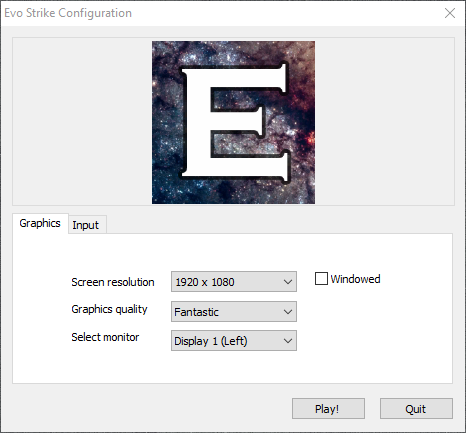 Evo Strike Configuration
E
Graphics
Input
Screen resolution
1920 x 1080
Windowed
Graphics quality
Fantastic
Select monitor
Display 1 (Left)
Play!
Quit